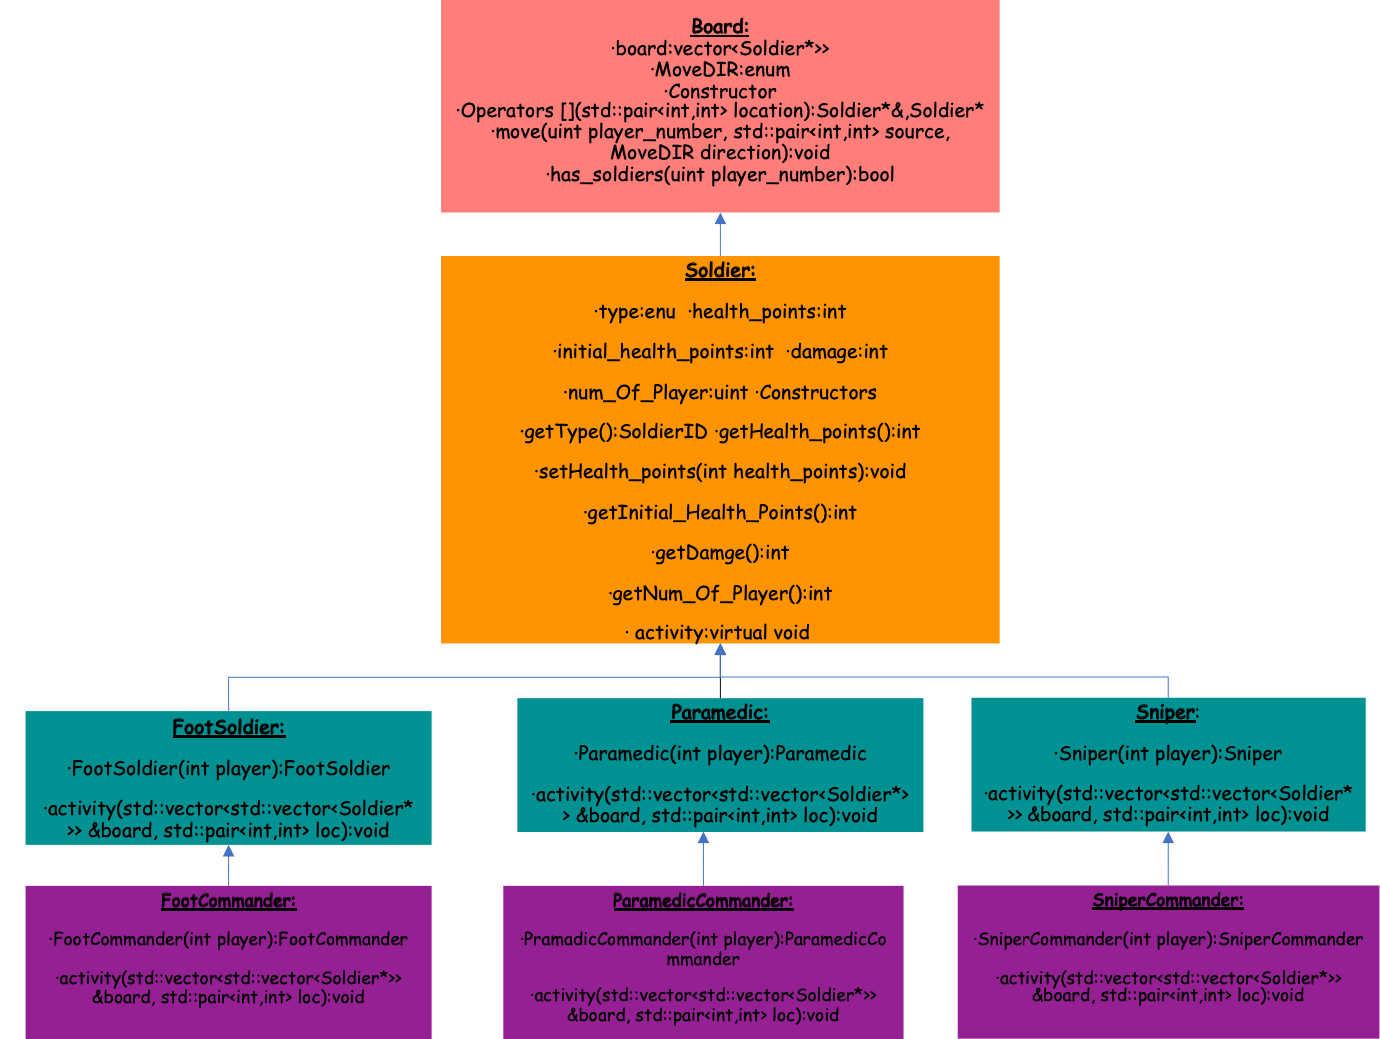 Board:
·board:vector<Soldier*>>
·MoveDIR:enum
·Constructor
·Operators [](std::pair<int,int> location):Soldier*&,Soldier*
·move(uint player_number, std::pair<int,int> source,
MoveDIR direction):void
·has_soldiers(uint player_number):bool
Soldier:
·type:enu ·health_points:int
·initial_health_points:int ·damage:int
·num_Of_Player:uint ·Constructors
·getType():SoldierID ·getHealth_points():int
·setHealth_points(int health_points):void
·getInitial_Health_Points():int
·getDamge():int
·getNum_Of_Player():int
· activity:virtual void
FootSoldier:
·FootSoldier(int player):FootSoldier
·activity(std::vector<std::vector<Soldier*
>> &board, std::pair<int,int> loc):void
Paramedic:
·Paramedic(int player):Paramedic
·activity(std::vector<std::vector<Soldier*>
> &board, std::pair<int,int> loc):void
Sniper:
·Sniper(int player):Sniper
·activity(std::vector<std::vector<Soldier*
>> &board, std::pair<int,int> loc):void
FootCommander:
·FootCommander(int player):FootCommander
·activity(std::vector<std::vector<Soldier*>>
&board, std::pair<int,int> loc):void
ParamedicCommander:
·PramadicCommander(int player):ParamedicCo
mmander
·activity(std::vector<std::vector<Soldier*>>
&board, std::pair<int,int> loc):void
SniperCommander:
·SniperCommander(int player):SniperCommander
·activity(std::vector<std::vector<Soldier*>>
&board, std::pair<int,int> loc):void